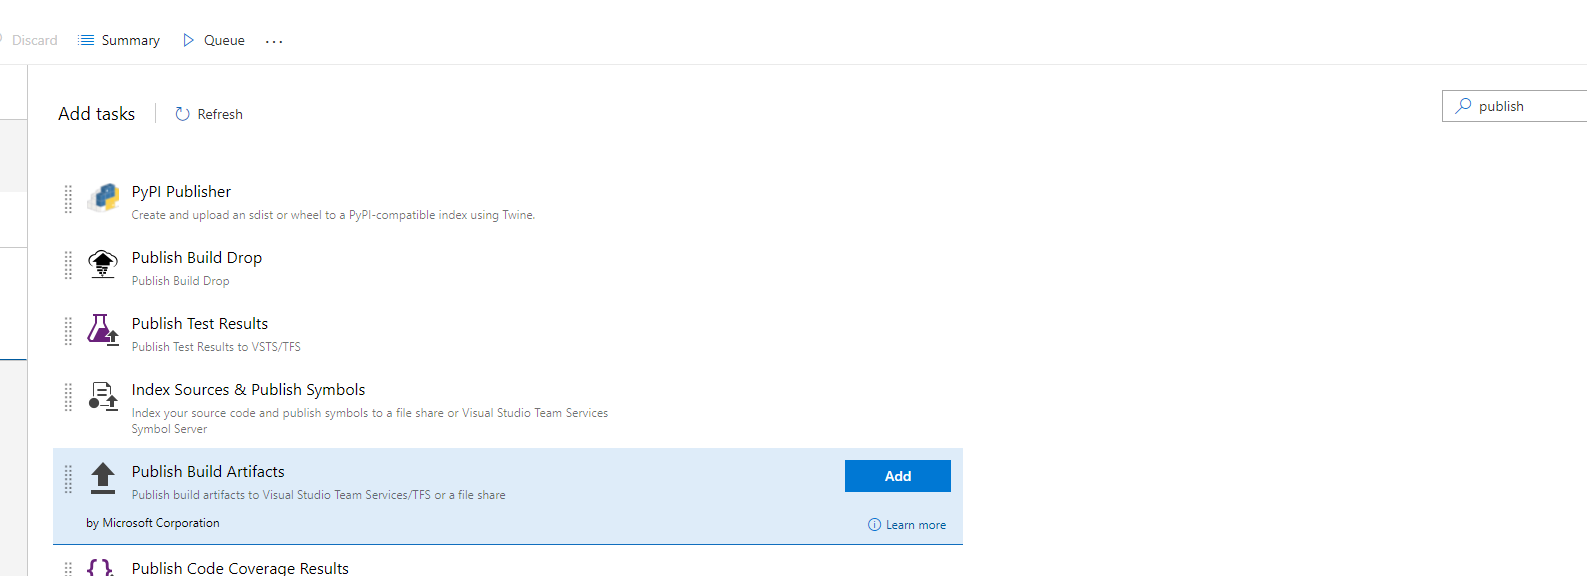 Discard Summary Queue ...
Add tasks Refresh publish
PyPI Publisher
Create and upload an sdist or wheel to a PyPI-compatible index using Twine.
Publish Build Drop
Publish Build Drop
Publish Test Results
Publish Test Results to VSTS/TFS
Index Sources & Publish Symbols
Index your source code and publish symbols to a file share or Visual Studio Team Services
Symbol Server
Publish Build Artifacts
Add
Publish build artifacts to Visual Studio Team Services/TFS or a file share
by Microsoft Corporation Learn more
Publish Code Coverage Results